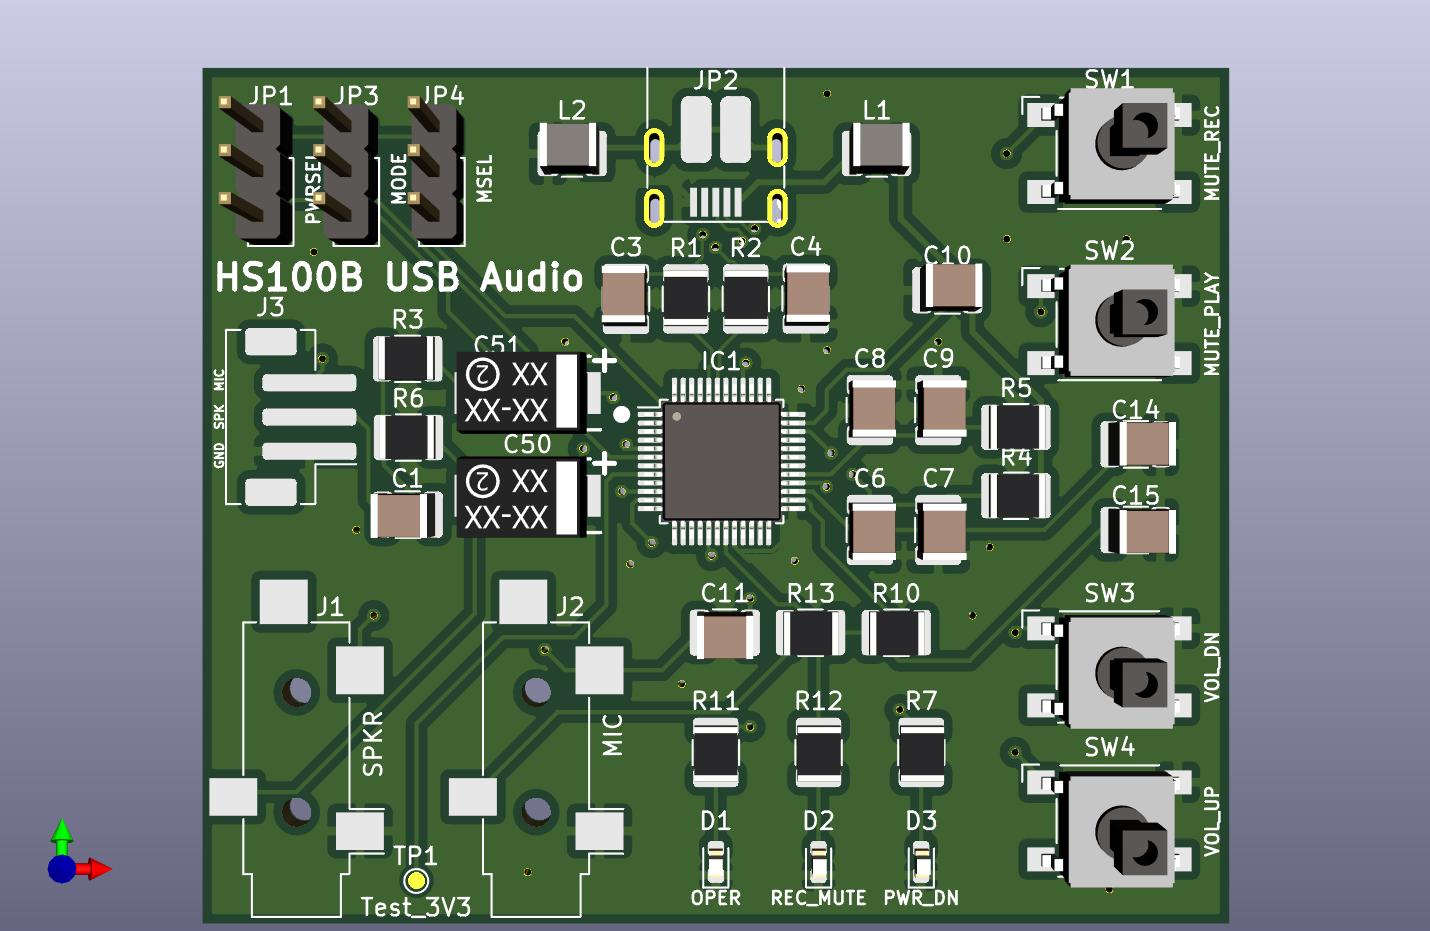 JP1
JP3
JP4
JP2
SW1
L2
L1
PWRSEL
MODE
MSEL
MUTE_REC
C3
R1
R2
C4
C10
SW2
HS100B USB Audio
MUTE_PLAY
J3
R3
C51
IC1
C8
C9
2 XX
XX-XX
R5
C14
GND SPK MIC
R6
C50
R4
C1
2 XX
XX-XX
C6
C7
C15
J1
J2
C11
R13
R10
SW3
VOL_DN
SPKR
MIC
R11
R12
R7
SW4
VOL_UP
D1
D2
D3
TP1
Test_3V3
OPER
REC_MUTE
PWR_DN